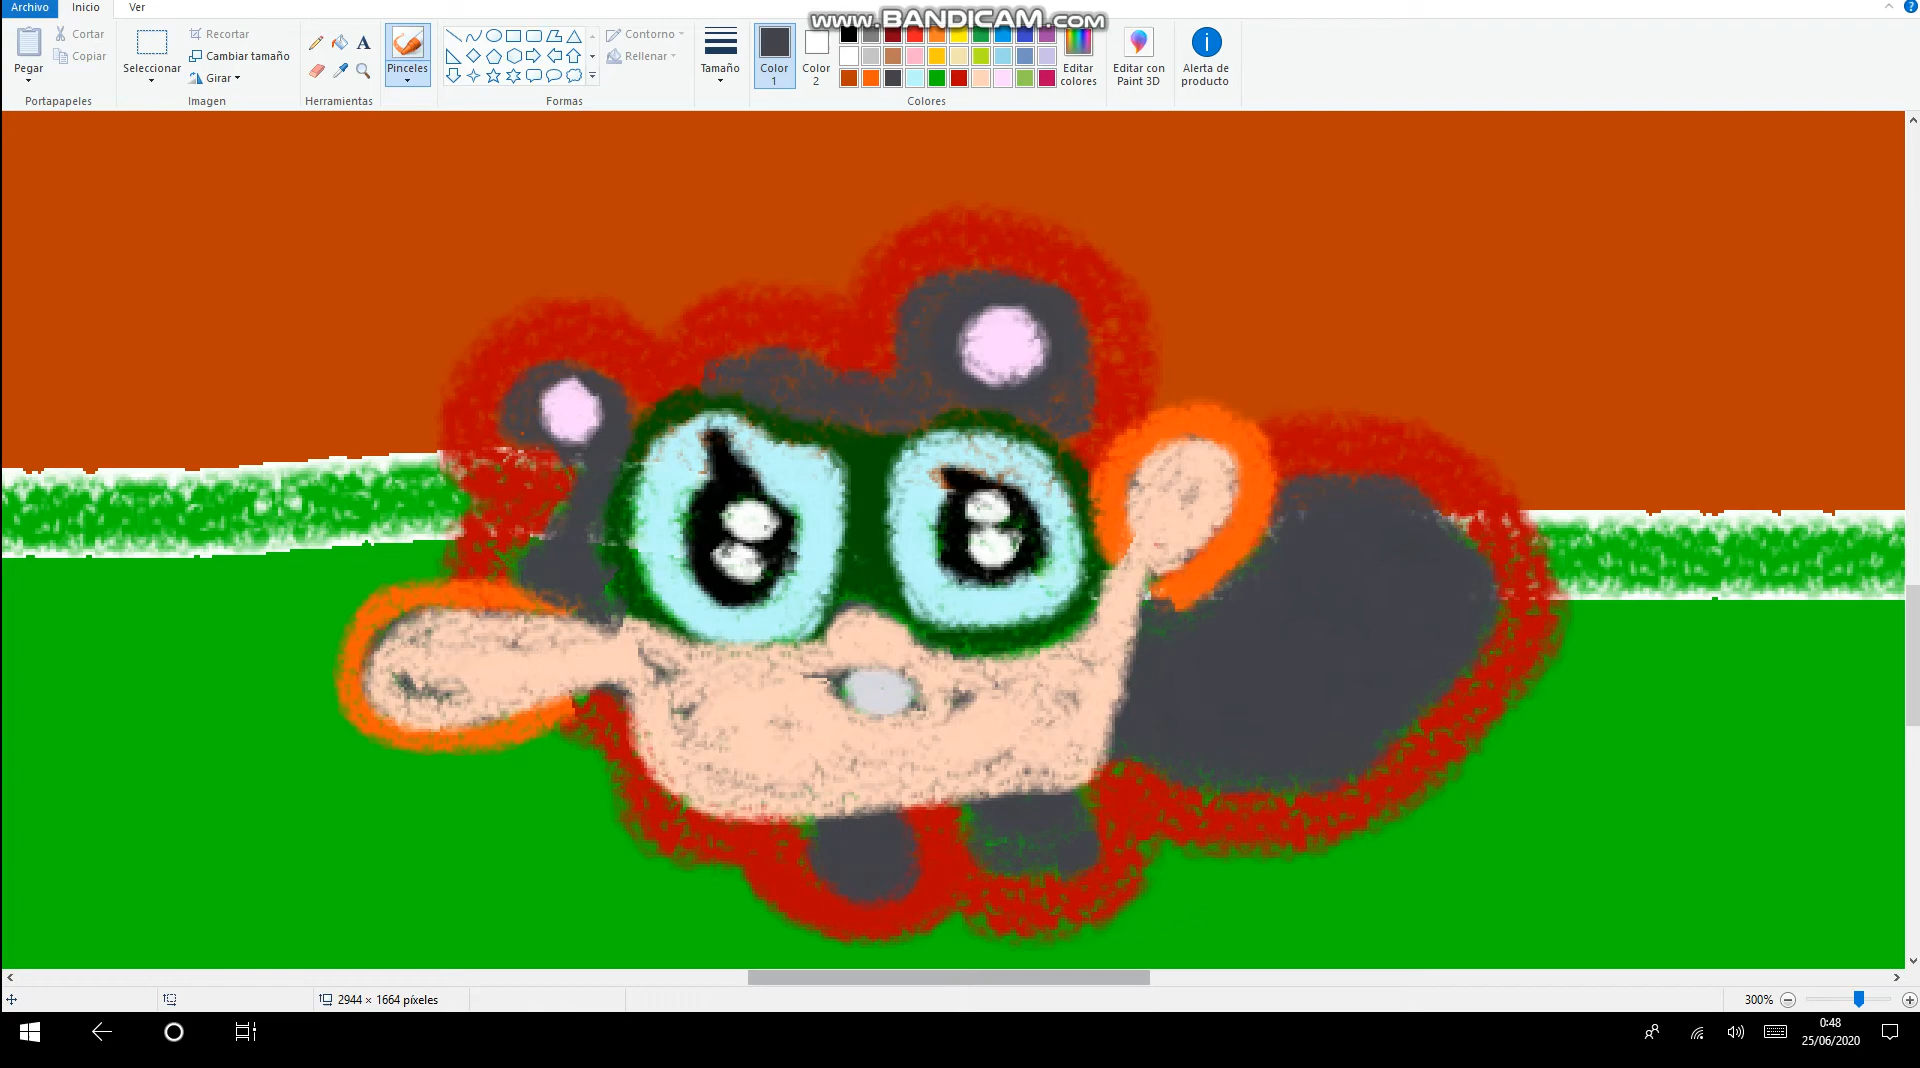 Archivo Inicio Ver
www.BANDICAM.com
Cortar Recortar Contorno
Copiar Cambiar tamaño Rellenar
Pegar Seleccionar Girar Pinceles Tamaño Color 1 Color 2 Editar colores Editar con Paint 3D Alerta de producto
Portapapeles Imagen Herramientas Formas Colores
2944 × 1664 píxeles 300%
0:48
25/06/2020